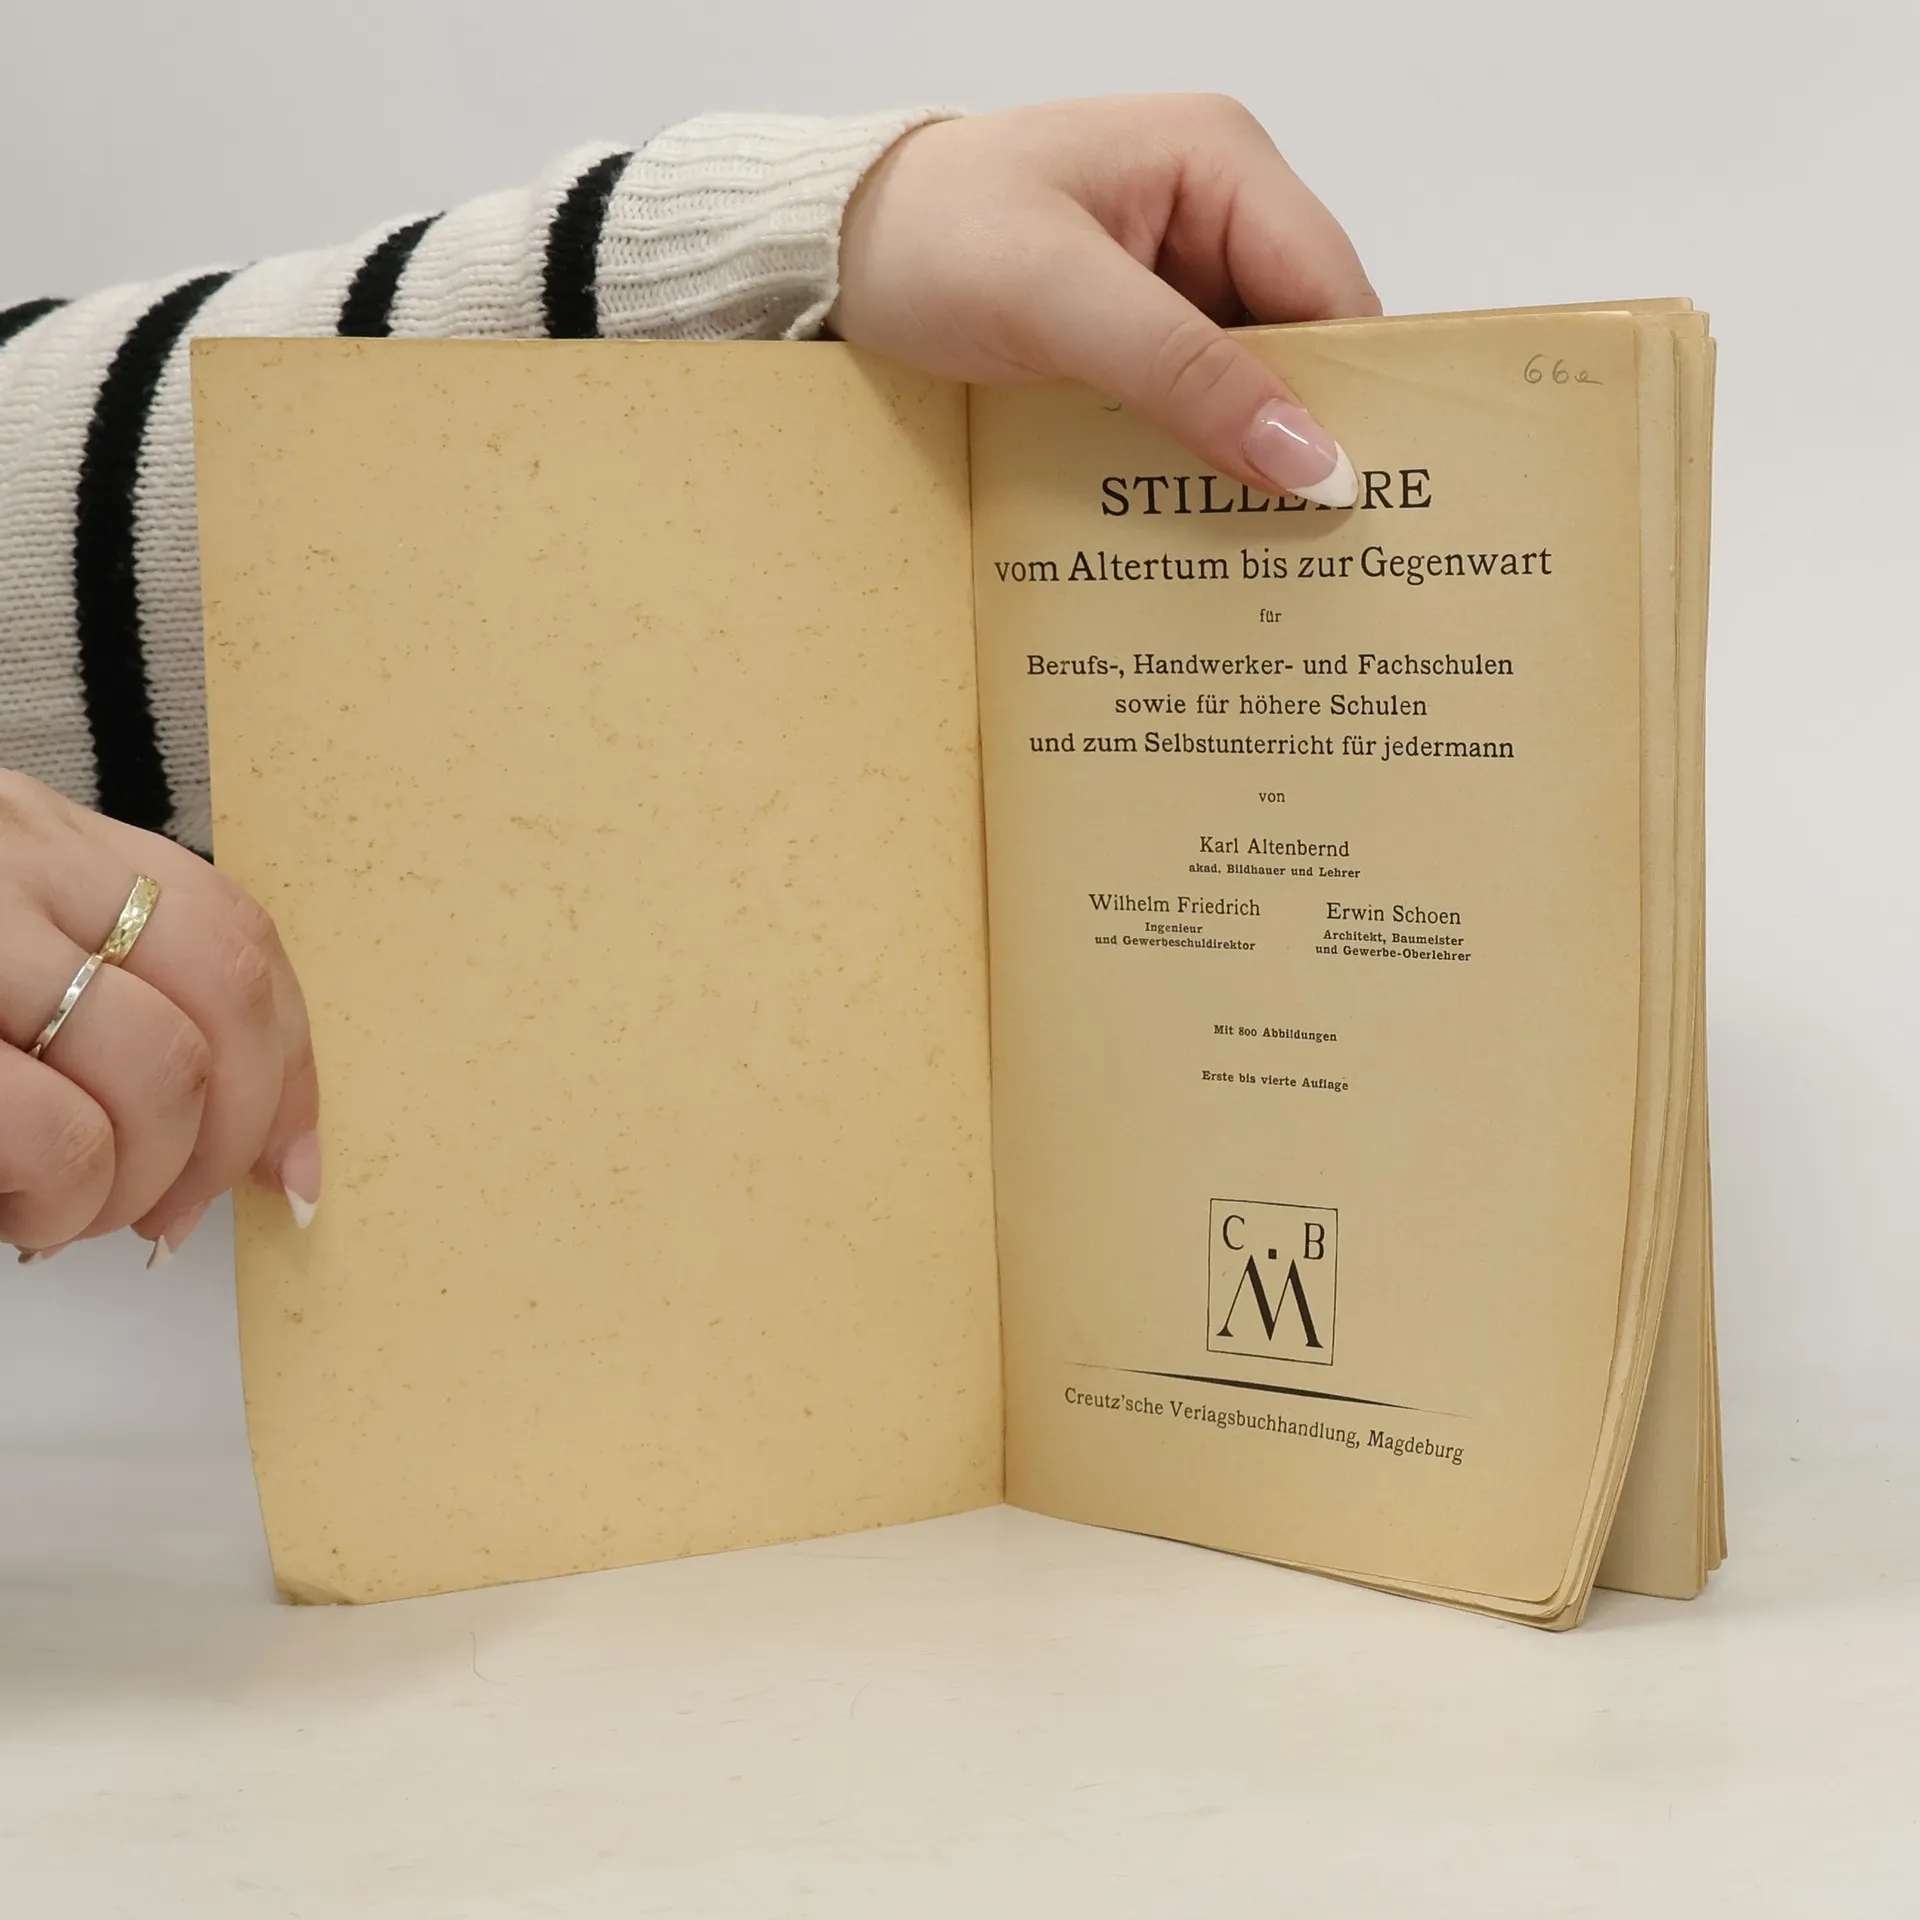 66a
STILLEHRE
vom Altertum bis zur Gegenwart
für
Berufs-, Handwerker- und Fachschulen
sowie für höhere Schulen
und zum Selbstunterricht für jedermann
von
Karl Altenbernd
akad. Bildhauer und Lehrer
Wilhelm Friedrich
Ingenieur
und Gewerbeschuldirektor
Erwin Schoen
Architekt, Baumeister
und Gewerbe-Oberlehrer
Mit 800 Abbildungen
Erste bis vierte Auflage
C . B
M
Creutz'sche Verlagsbuchhandlung, Magdeburg